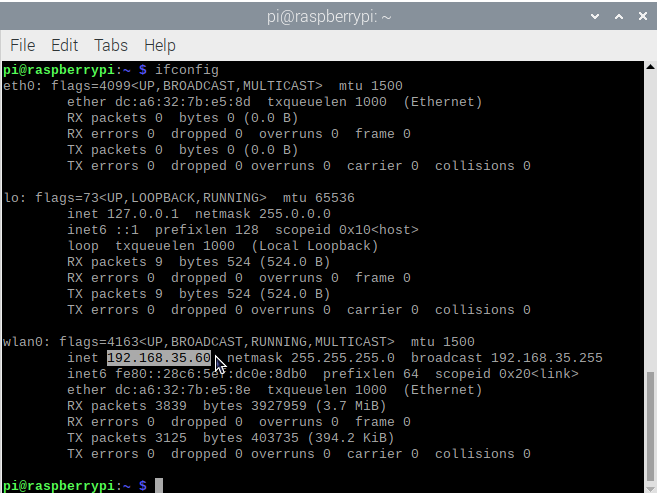 pi@raspberrypi: ~
File Edit Tabs Help
pi@raspberrypi:~ $ ifconfig
eth0: flags=4099<UP,BROADCAST,MULTICAST>  mtu 1500
        ether dc:a6:32:7b:e5:8d  txqueuelen 1000  (Ethernet)
        RX packets 0  bytes 0 (0.0 B)
        RX errors 0  dropped 0  overruns 0  frame 0
        TX packets 0  bytes 0 (0.0 B)
        TX errors 0  dropped 0 overruns 0  carrier 0  collisions 0
lo: flags=73<UP,LOOPBACK,RUNNING>  mtu 65536
        inet 127.0.0.1  netmask 255.0.0.0
        inet6 ::1  prefixlen 128  scopeid 0x10<host>
        loop  txqueuelen 1000  (Local Loopback)
        RX packets 9  bytes 524 (524.0 B)
        RX errors 0  dropped 0  overruns 0  frame 0
        TX packets 9  bytes 524 (524.0 B)
        TX errors 0  dropped 0 overruns 0  carrier 0  collisions 0
wlan0: flags=4163<UP,BROADCAST,RUNNING,MULTICAST>  mtu 1500
        inet 192.168.35.60  netmask 255.255.255.0  broadcast 192.168.35.255
        inet6  prefixlen 64  scopeid 0x20<link>
        ether dc:a6:32:7b:e5:8e  txqueuelen 1000  (Ethernet)
        RX packets 3839  bytes 3927959 (3.7 MiB)
        RX errors 0  dropped 0  overruns 0  frame 0
        TX packets 3125  bytes 403735 (394.2 KiB)
        TX errors 0  dropped 0 overruns 0  carrier 0  collisions 0
pi@raspberrypi:~ $